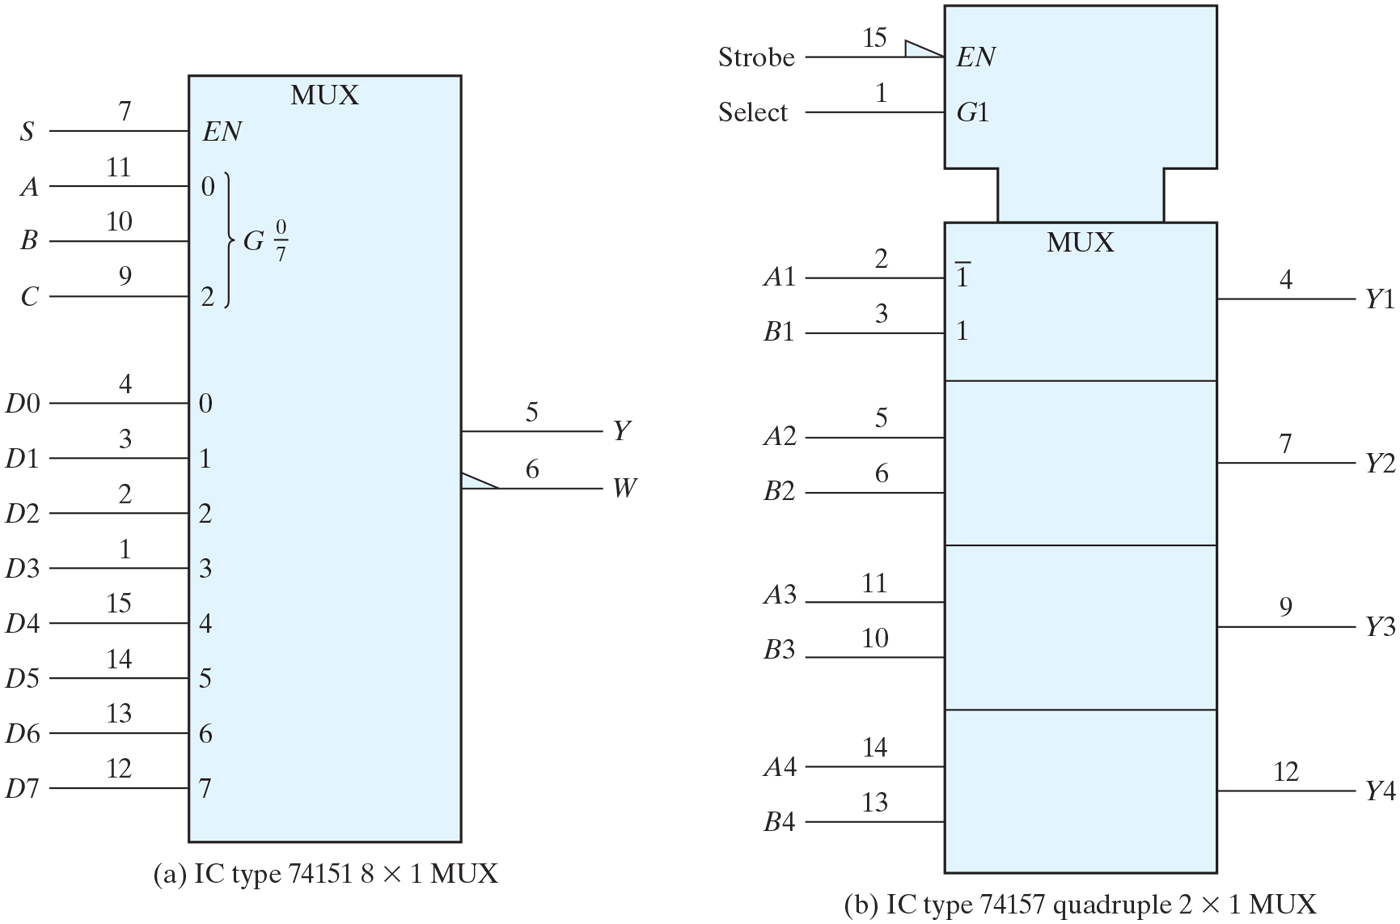 MUX
S 7 EN
A 11 0
B 10 G 0/7
C 9 2
D0 4 0
D1 3 1
D2 2 2
D3 1 3
D4 15 4
D5 14 5
D6 13 6
D7 12 7
5 Y
6 W
(a) IC type 74151 8 × 1 MUX
Strobe 15 EN
Select 1 G1
MUX
A1 2 1̅
B1 3 1
4 Y1
A2 5
B2 6
7 Y2
A3 11
B3 10
9 Y3
A4 14
B4 13
12 Y4
(b) IC type 74157 quadruple 2 × 1 MUX